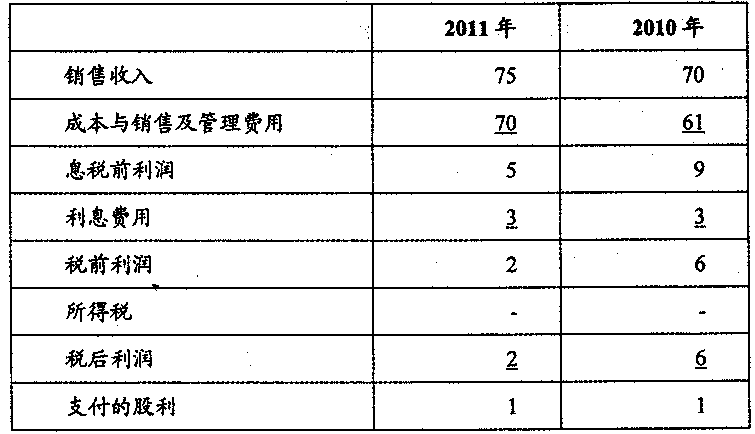 2011年 2010年
销售收入 75 70
成本与销售及管理费用 70 61
息税前利润 5 9
利息费用 3 3
税前利润 2 6
所得税 - -
税后利润 2 6
支付的股利 1 1